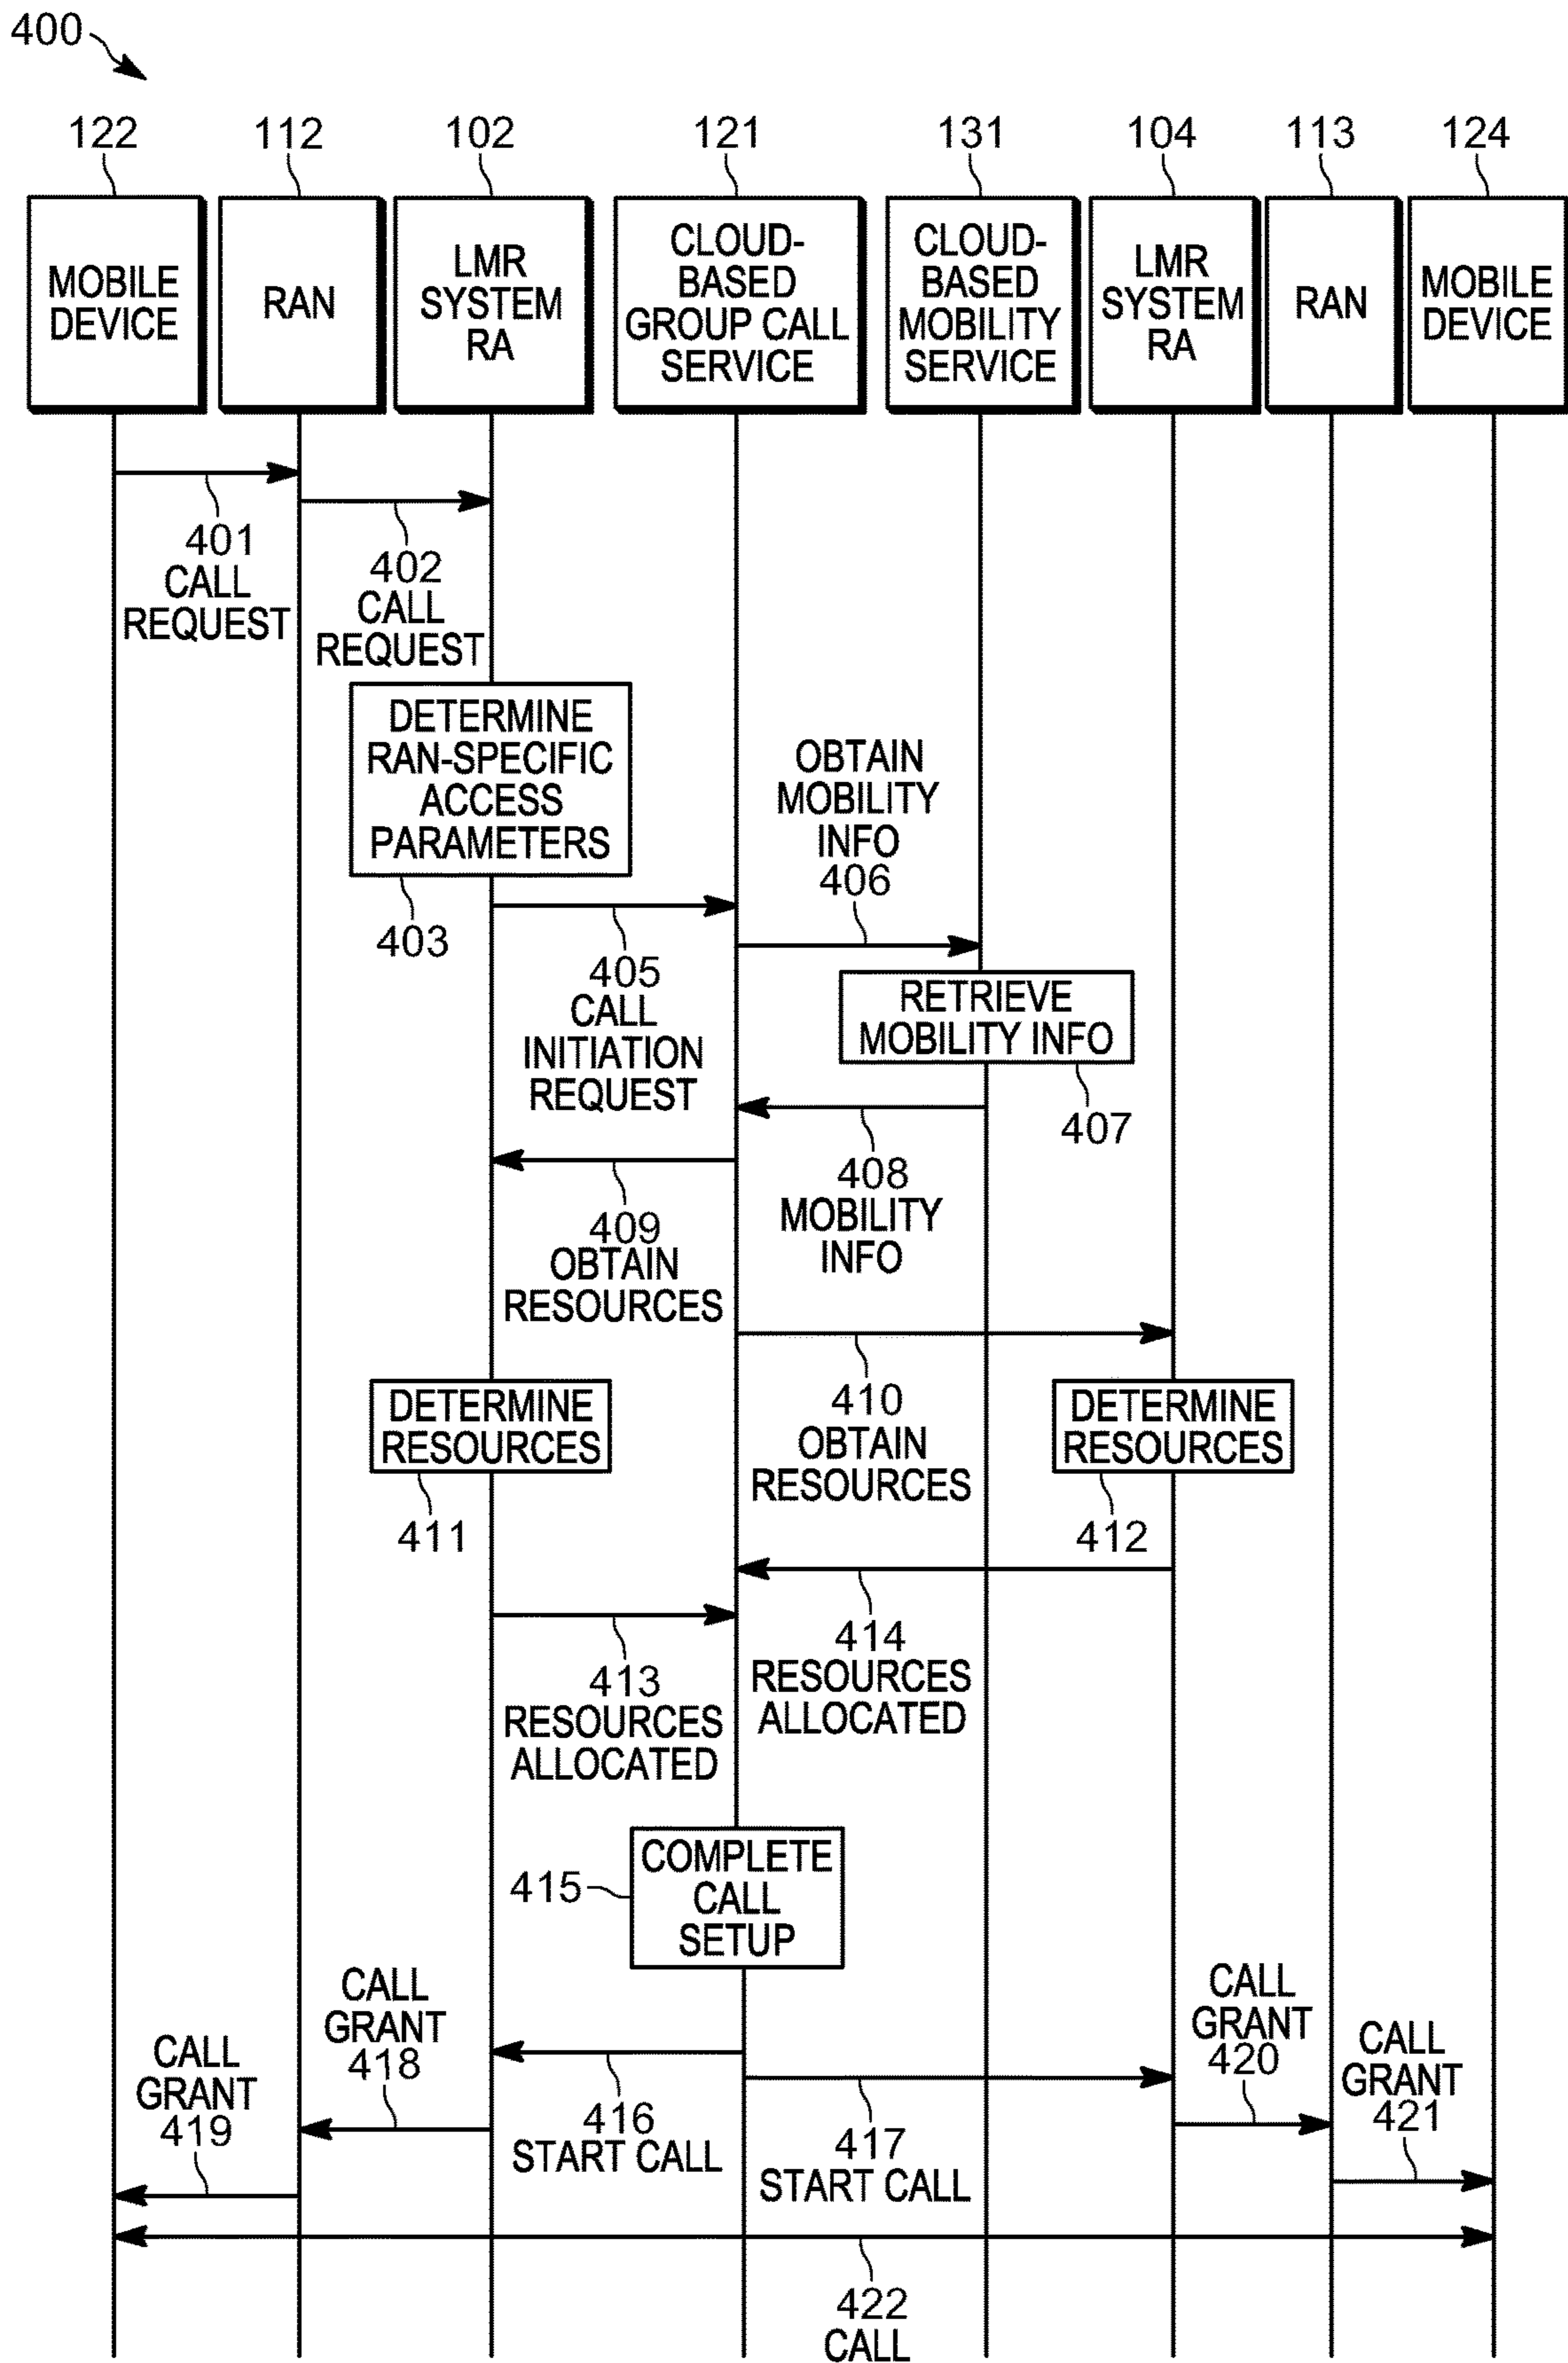 400
122
112
102
121
131
104
113
124
MOBILE
DEVICE
RAN
LMR
SYSTEM
RA
CLOUD-
BASED
GROUP CALL
SERVICE
CLOUD-
BASED
MOBILITY
SERVICE
LMR
SYSTEM
RA
RAN
MOBILE
DEVICE
401
CALL
REQUEST
402
CALL
REQUEST
DETERMINE
RAN-SPECIFIC
ACCESS
PARAMETERS
403
405
CALL
INITIATION
REQUEST
OBTAIN
MOBILITY
INFO
406
RETRIEVE
MOBILITY INFO
407
408
MOBILITY
INFO
409
OBTAIN
RESOURCES
410
OBTAIN
RESOURCES
DETERMINE
RESOURCES
411
DETERMINE
RESOURCES
412
414
RESOURCES
ALLOCATED
413
RESOURCES
ALLOCATED
COMPLETE
CALL
SETUP
415
416
START CALL
417
START CALL
CALL
GRANT
418
CALL
GRANT
419
CALL
GRANT
420
CALL
GRANT
421
422
CALL